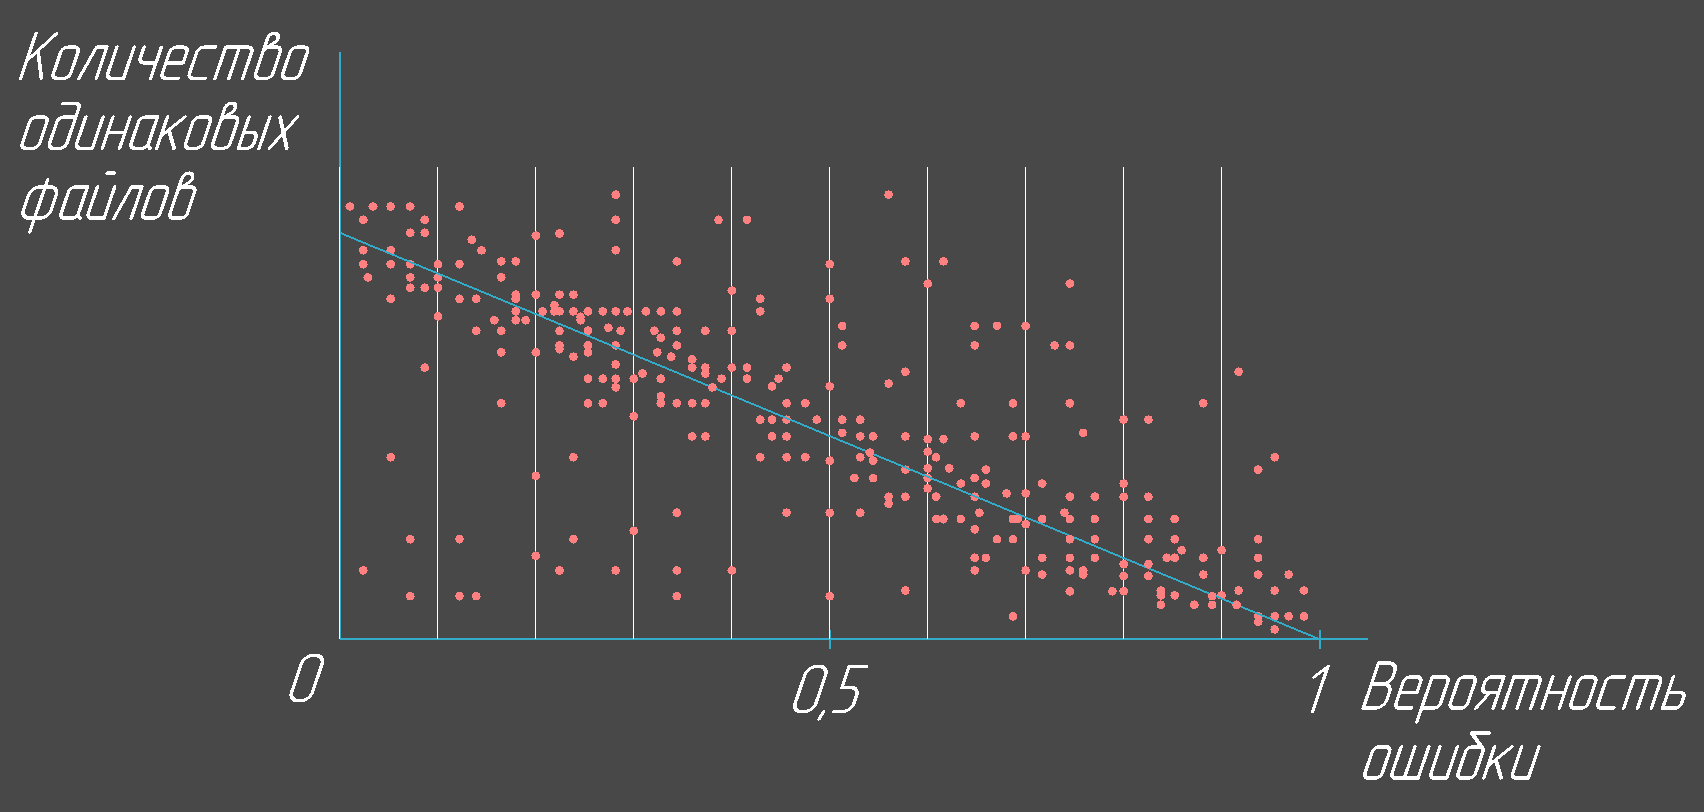 Количество
одинаковых
файлов
0
0,5
1
Вероятность
ошибки